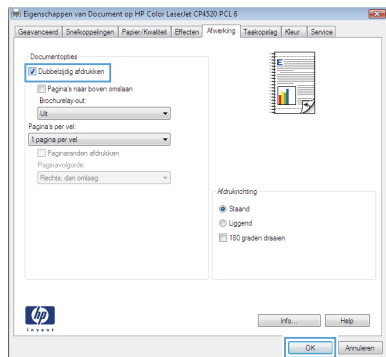 Eigenschappen van Document op HP Color LaserJet CP4520 PCL 6
Geavanceerd Snelkoppelingen Papier/Kwaliteit Effecten Afwerking Taakopslag Kleur Service
Documentopties
Dubbelzijdig afdrukken
Pagina's naar boven omslaan
Brochurelay-out:
Uit
Pagina's per vel:
1 pagina per vel
Paginaranden afdrukken
Paginavolgorde:
Rechts, dan omlaag
E
Afdrukrichting
Staand
Liggend
180 graden draaien
hp
invent
Info... Help
OK Annuleren